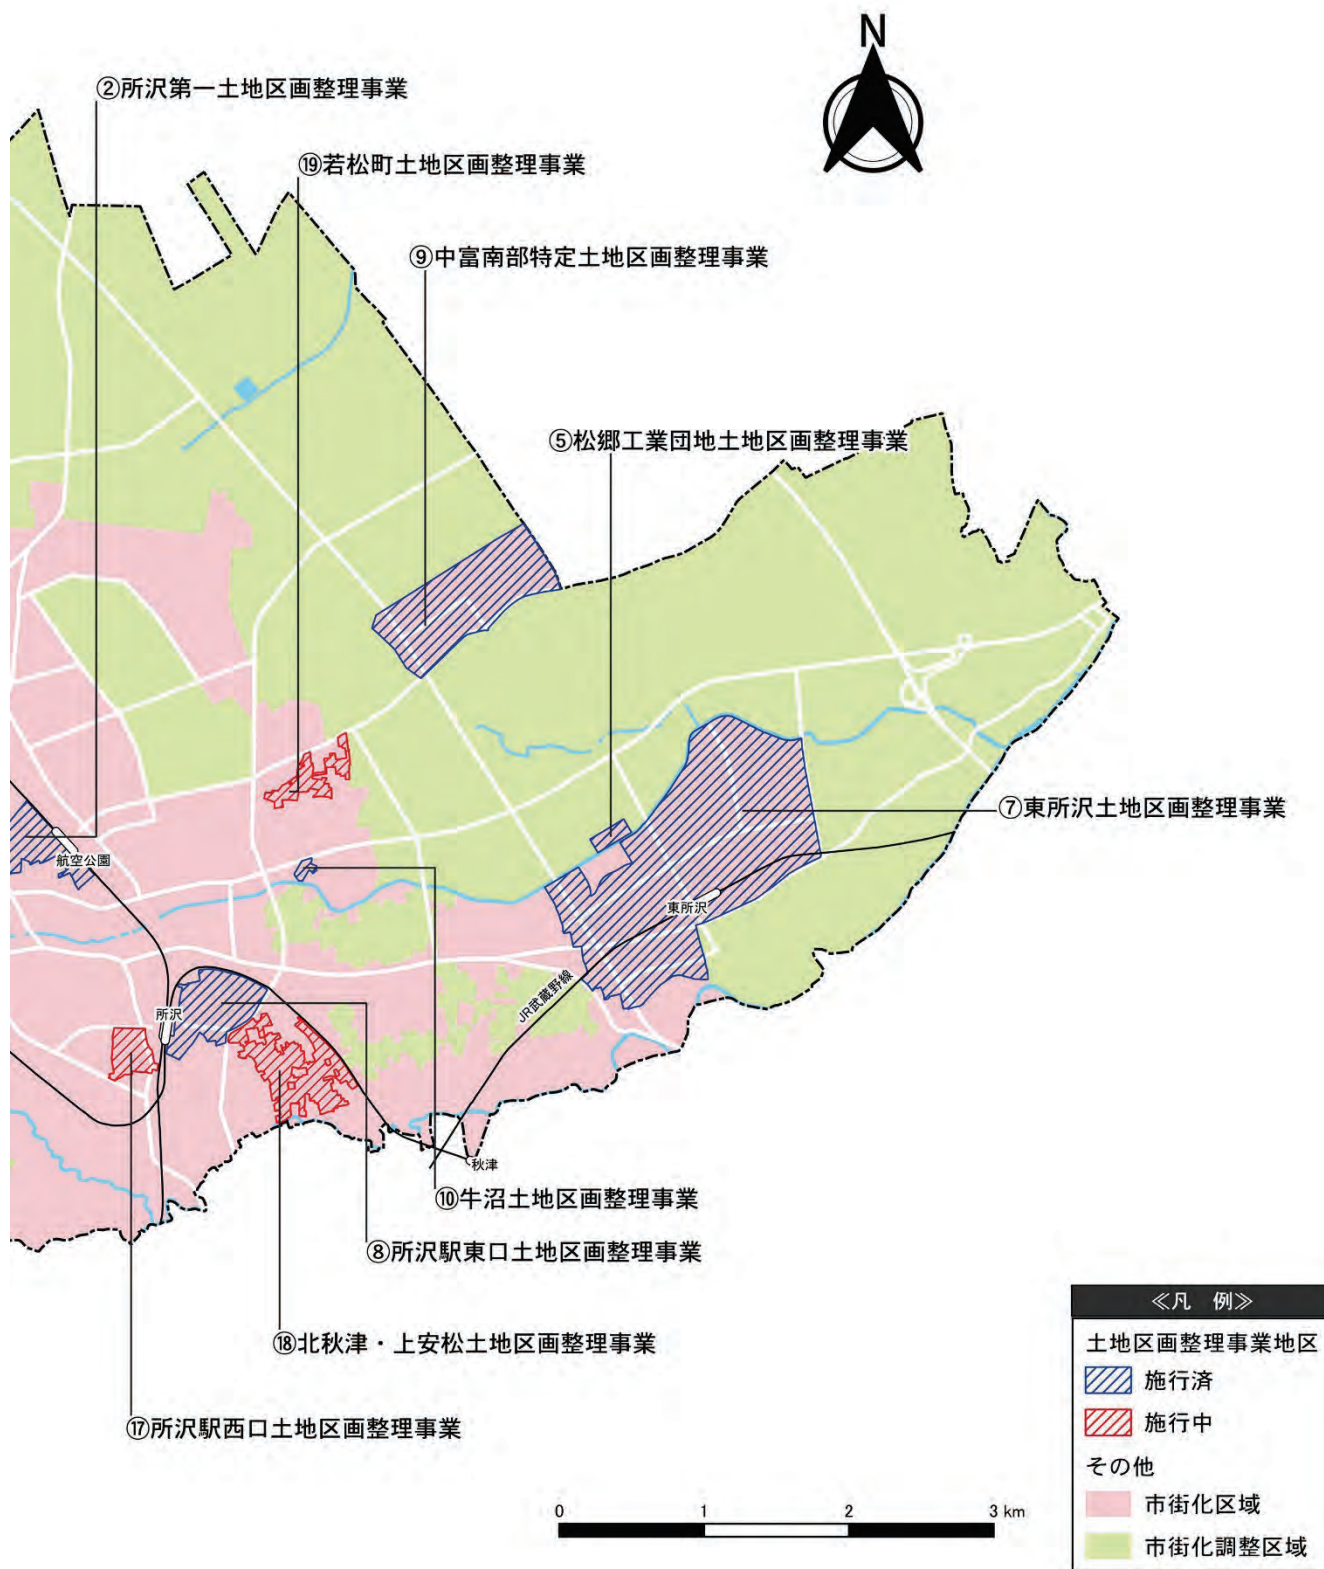 N
②所沢第一土地区画整理事業
⑲若松町土地区画整理事業
⑨中富南部特定土地区画整理事業
⑤松郷工業団地土地区画整理事業
⑦東所沢土地区画整理事業
航空公園
東所沢
JR武蔵野線
所沢
秋津
⑩牛沼土地区画整理事業
⑧所沢駅東口土地区画整理事業
⑱北秋津・上安松土地区画整理事業
⑰所沢駅西口土地区画整理事業
≪凡 例≫
土地区画整理事業地区
施行済
施行中
その他
市街化区域
市街化調整区域
0 1 2 3 km